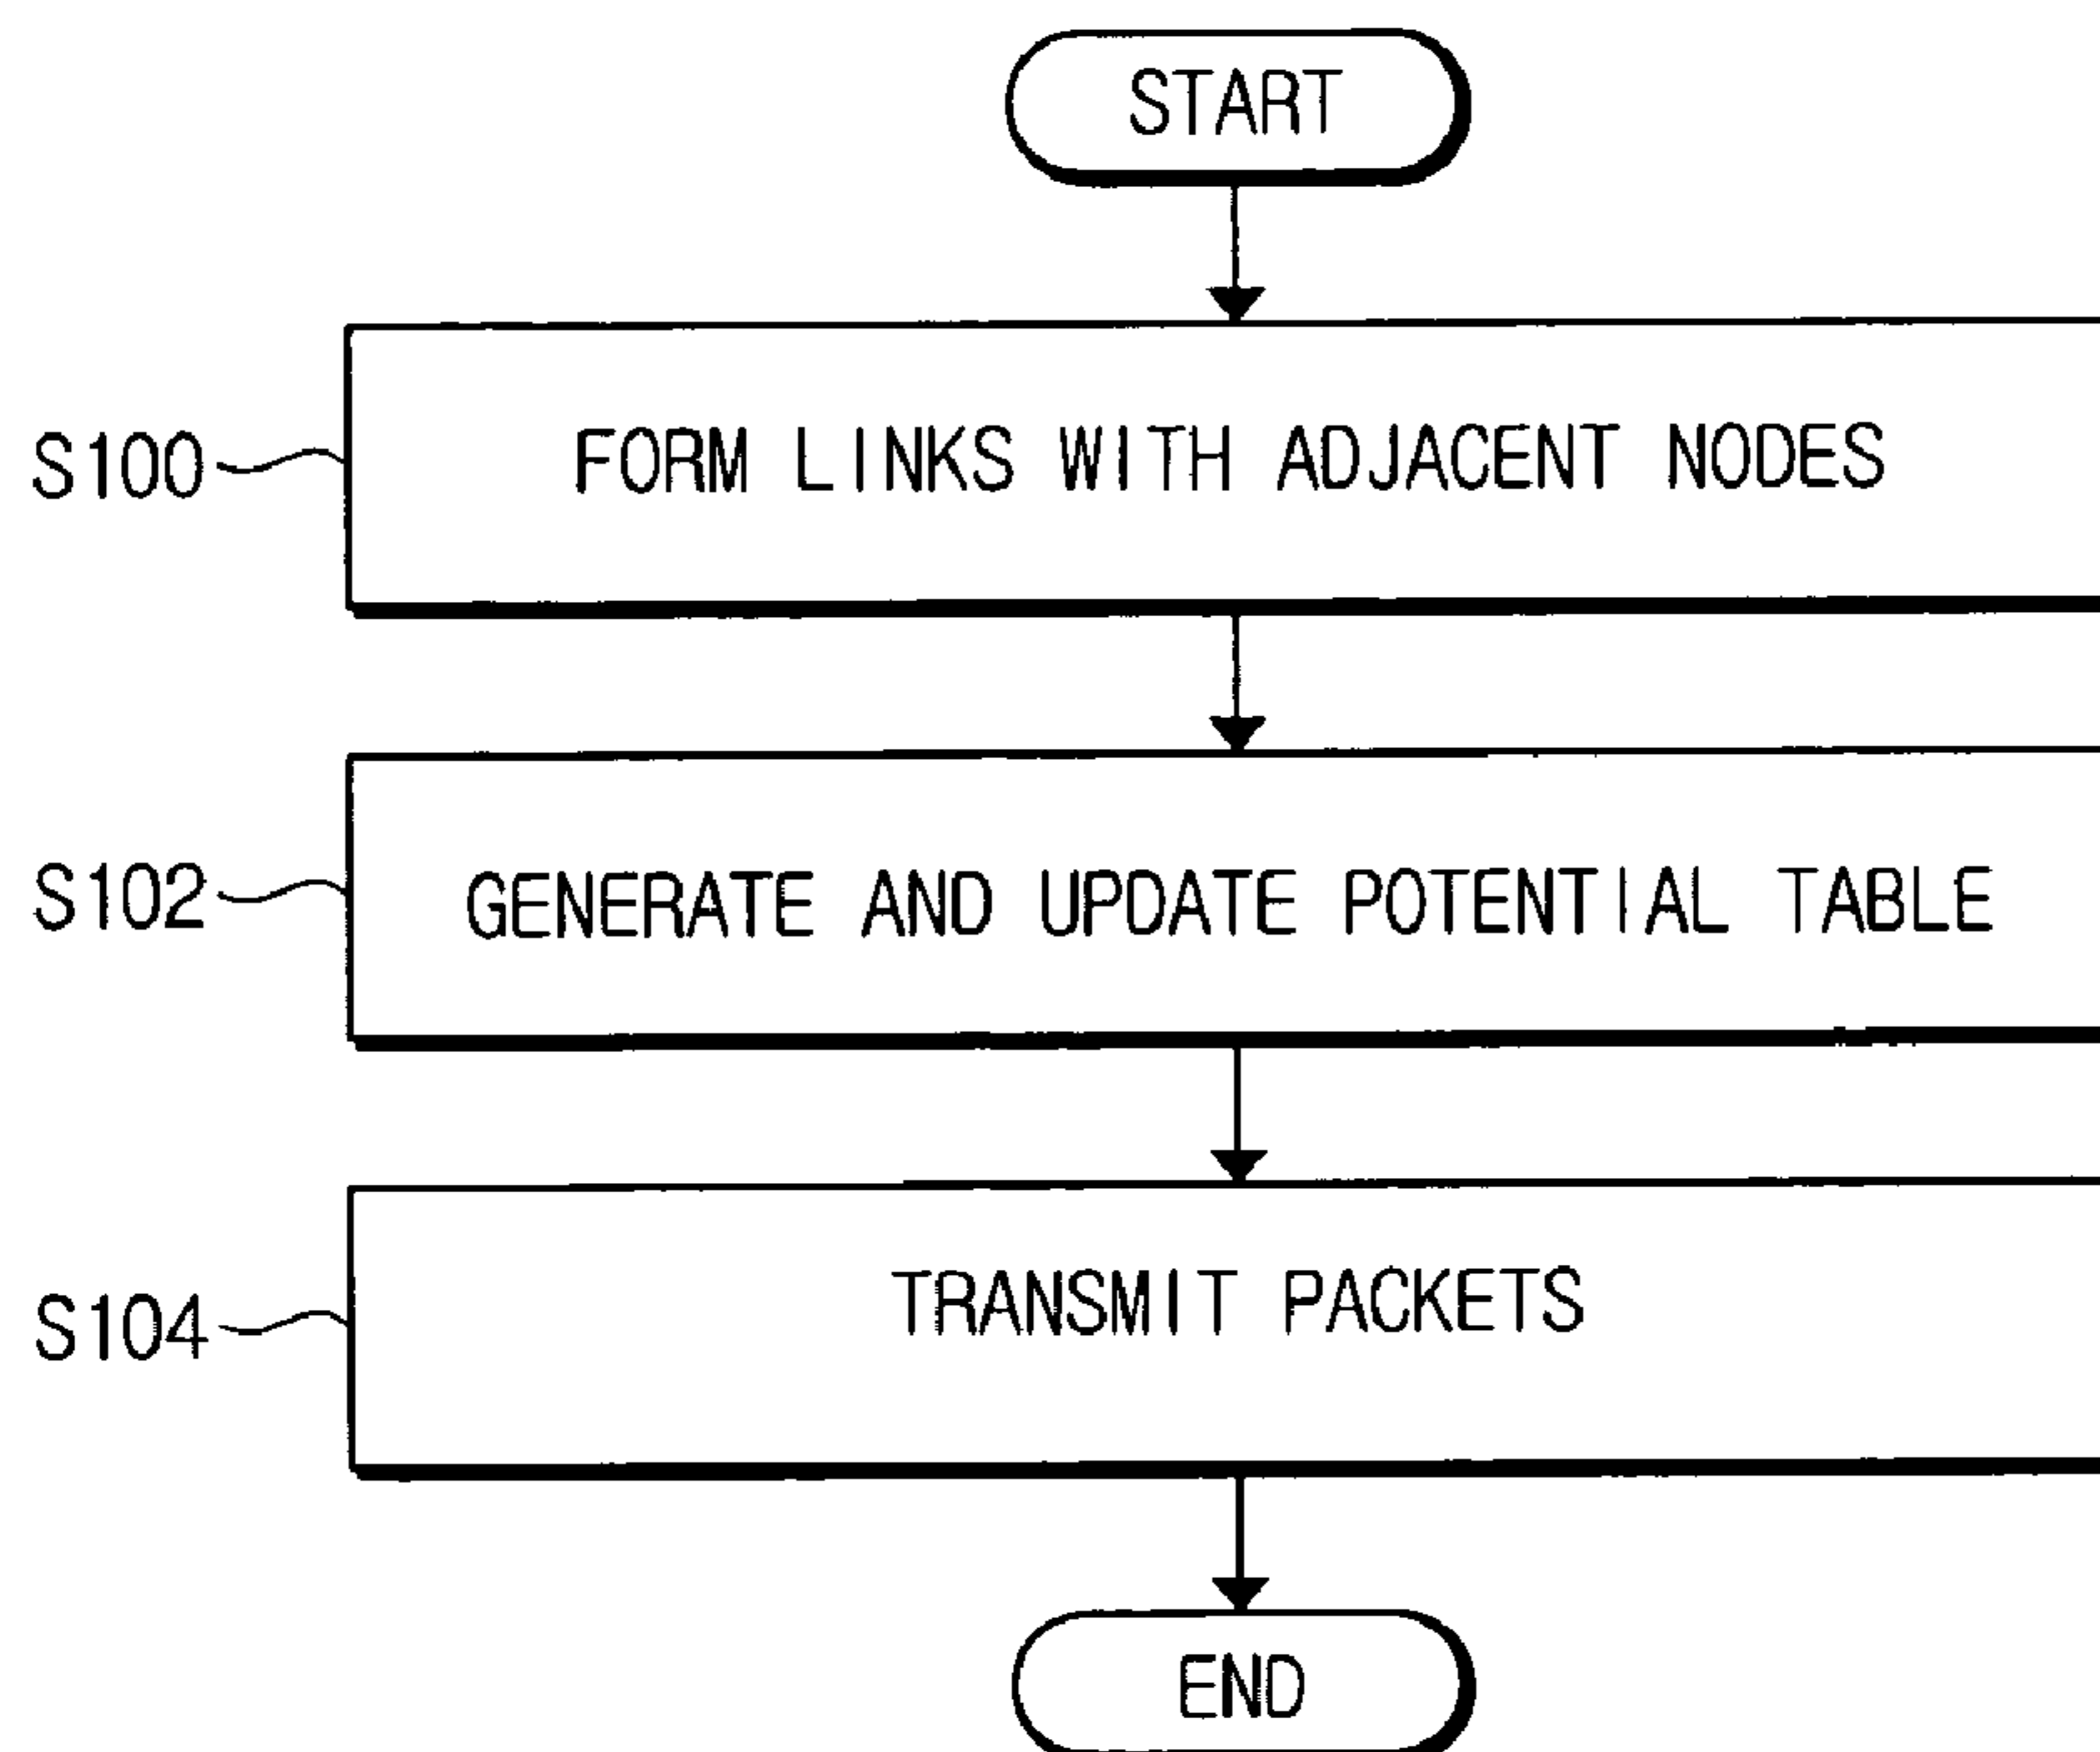 START
S100
FORM LINKS WITH ADJACENT NODES
S102
GENERATE AND UPDATE POTENTIAL TABLE
S104
TRANSMIT PACKETS
END